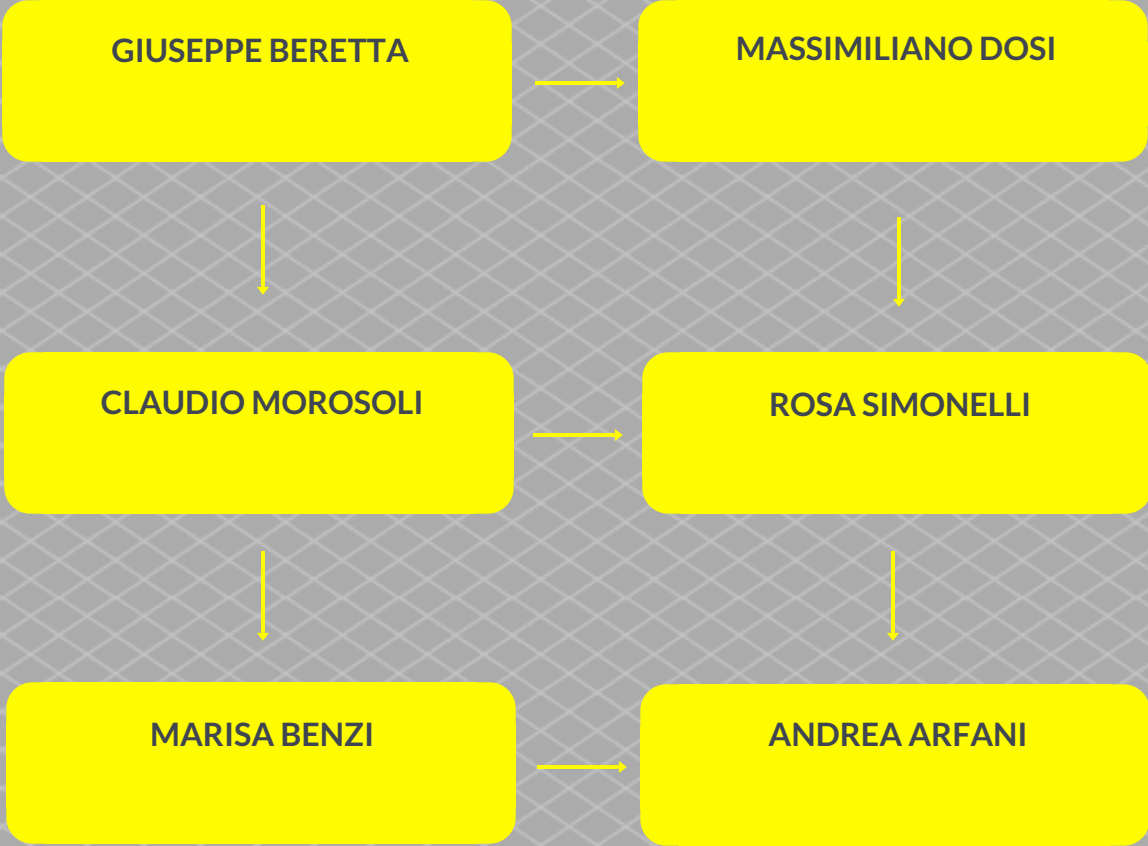 GIUSEPPE BERETTA
MASSIMILIANO DOSI
CLAUDIO MOROSOLI
ROSA SIMONELLI
MARISA BENZI
ANDREA ARFANI